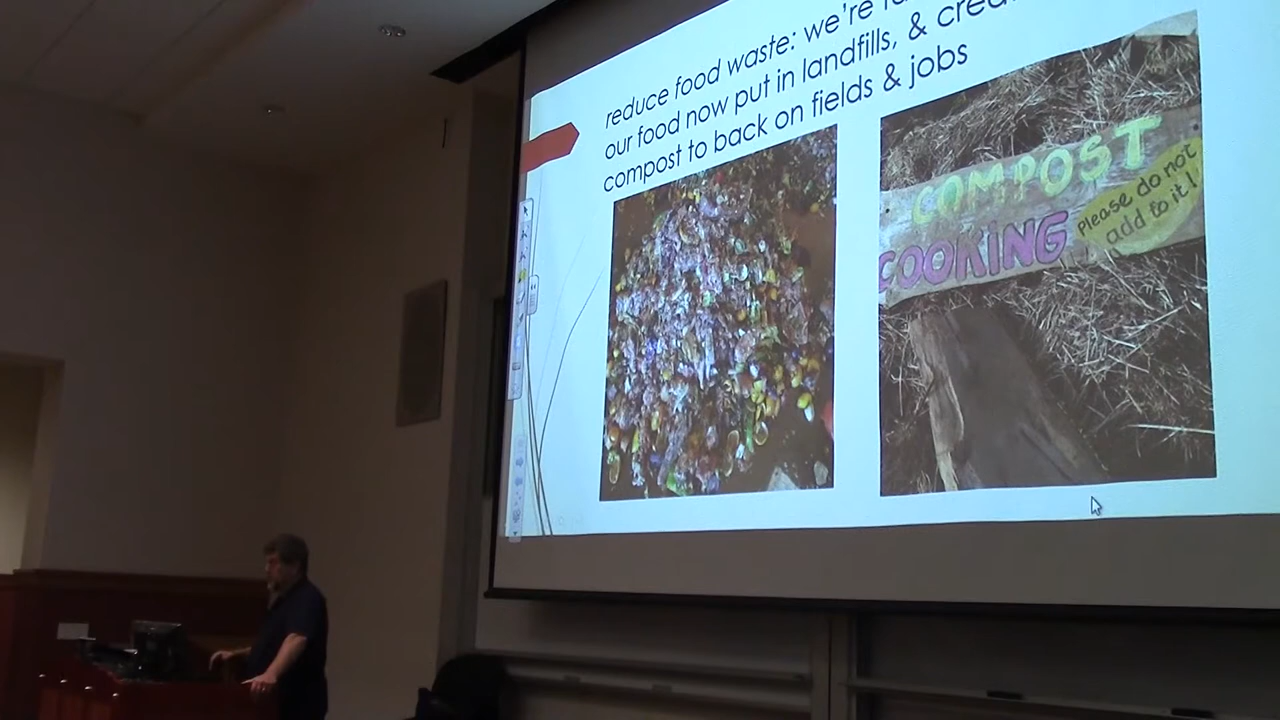 reduce food waste: we're
our food now put in landfills, &
compost to back on fields & jobs
COMPOST
COOKING
please do not
add to it!